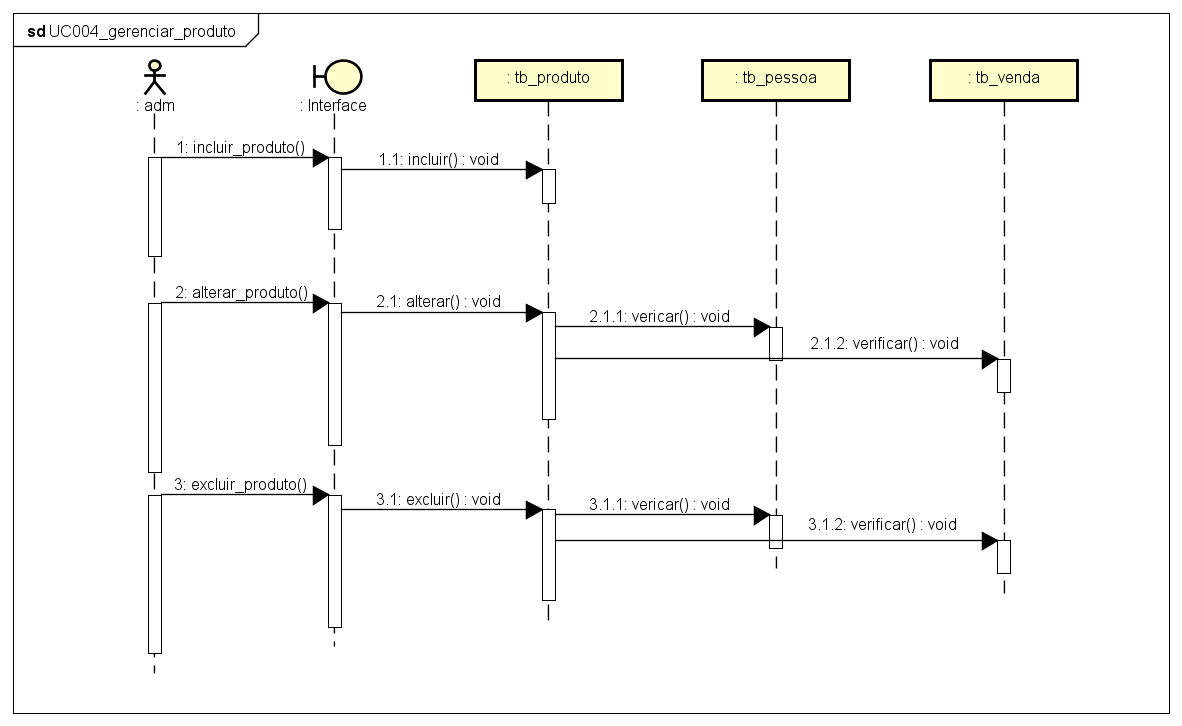 sd UC004_gerenciar_produto
: adm
: Interface
: tb_produto
: tb_pessoa
: tb_venda
1: incluir_produto()
1.1: incluir() : void
2: alterar_produto()
2.1: alterar() : void
2.1.1: vericar() : void
2.1.2: verificar() : void
3: excluir_produto()
3.1: excluir() : void
3.1.1: vericar() : void
3.1.2: verificar() : void